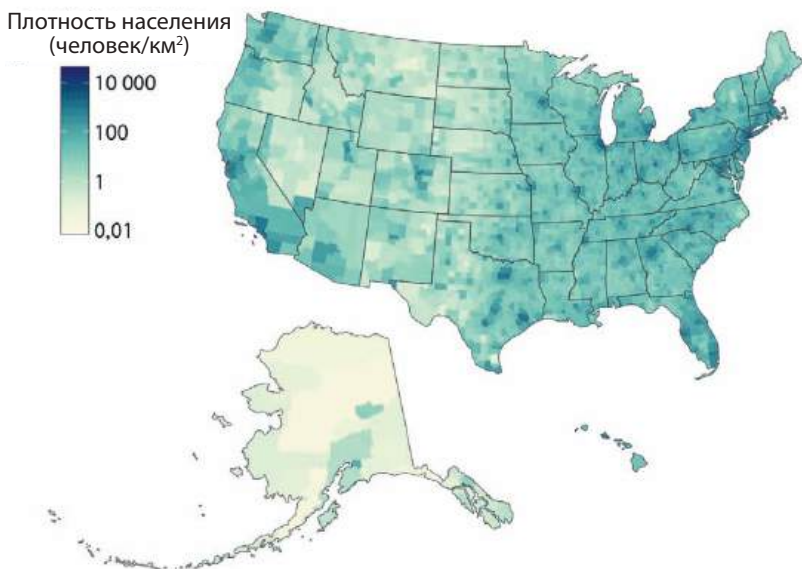 Плотность населения
(человек/км²)
10 000
100
1
0,01